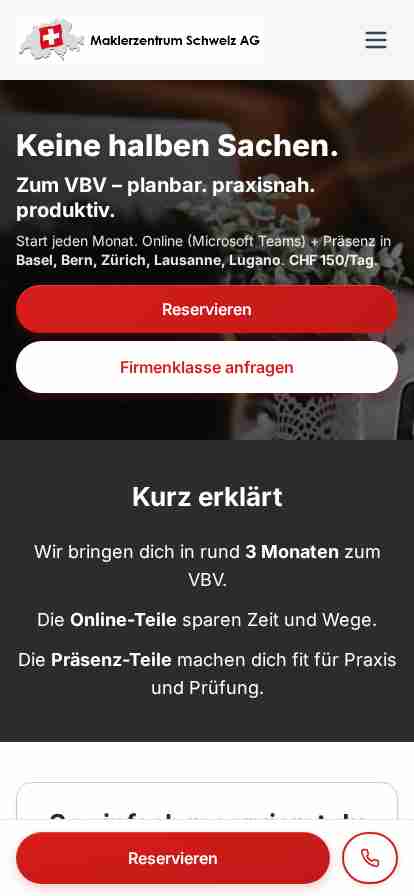 Maklerzentrum Schweiz AG
Keine halben Sachen.
Zum VBV – planbar. praxisnah.
produktiv.
Start jeden Monat. Online (Microsoft Teams) + Präsenz in
Basel, Bern, Zürich, Lausanne, Lugano. CHF 150/Tag.
Reservieren
Firmenklasse anfragen
Kurz erklärt
Wir bringen dich in rund 3 Monaten zum
VBV.
Die Online-Teile sparen Zeit und Wege.
Die Präsenz-Teile machen dich fit für Praxis
und Prüfung.
Reservieren